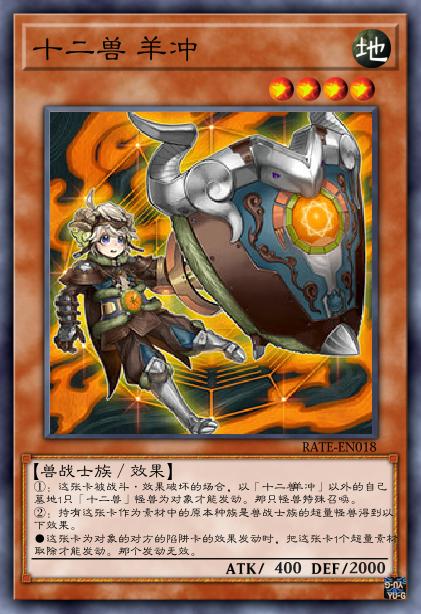 十二兽 羊冲
地
RATE-EN018
【兽战士族／效果】
①：这张卡被战斗·效果破坏的场合，以「十二兽 羊冲」以外的自己
墓地1只「十二兽」怪兽为对象才能发动。那只怪兽特殊召唤。
②：持有这张卡作为素材中的原本种族是兽战士族的超量怪兽得到以
下效果。
●这张卡为对象的对方的陷阱卡的效果发动时，把这张卡1个超量素材
取除才能发动。那个发动无效。
ATK/ 400 DEF/2000